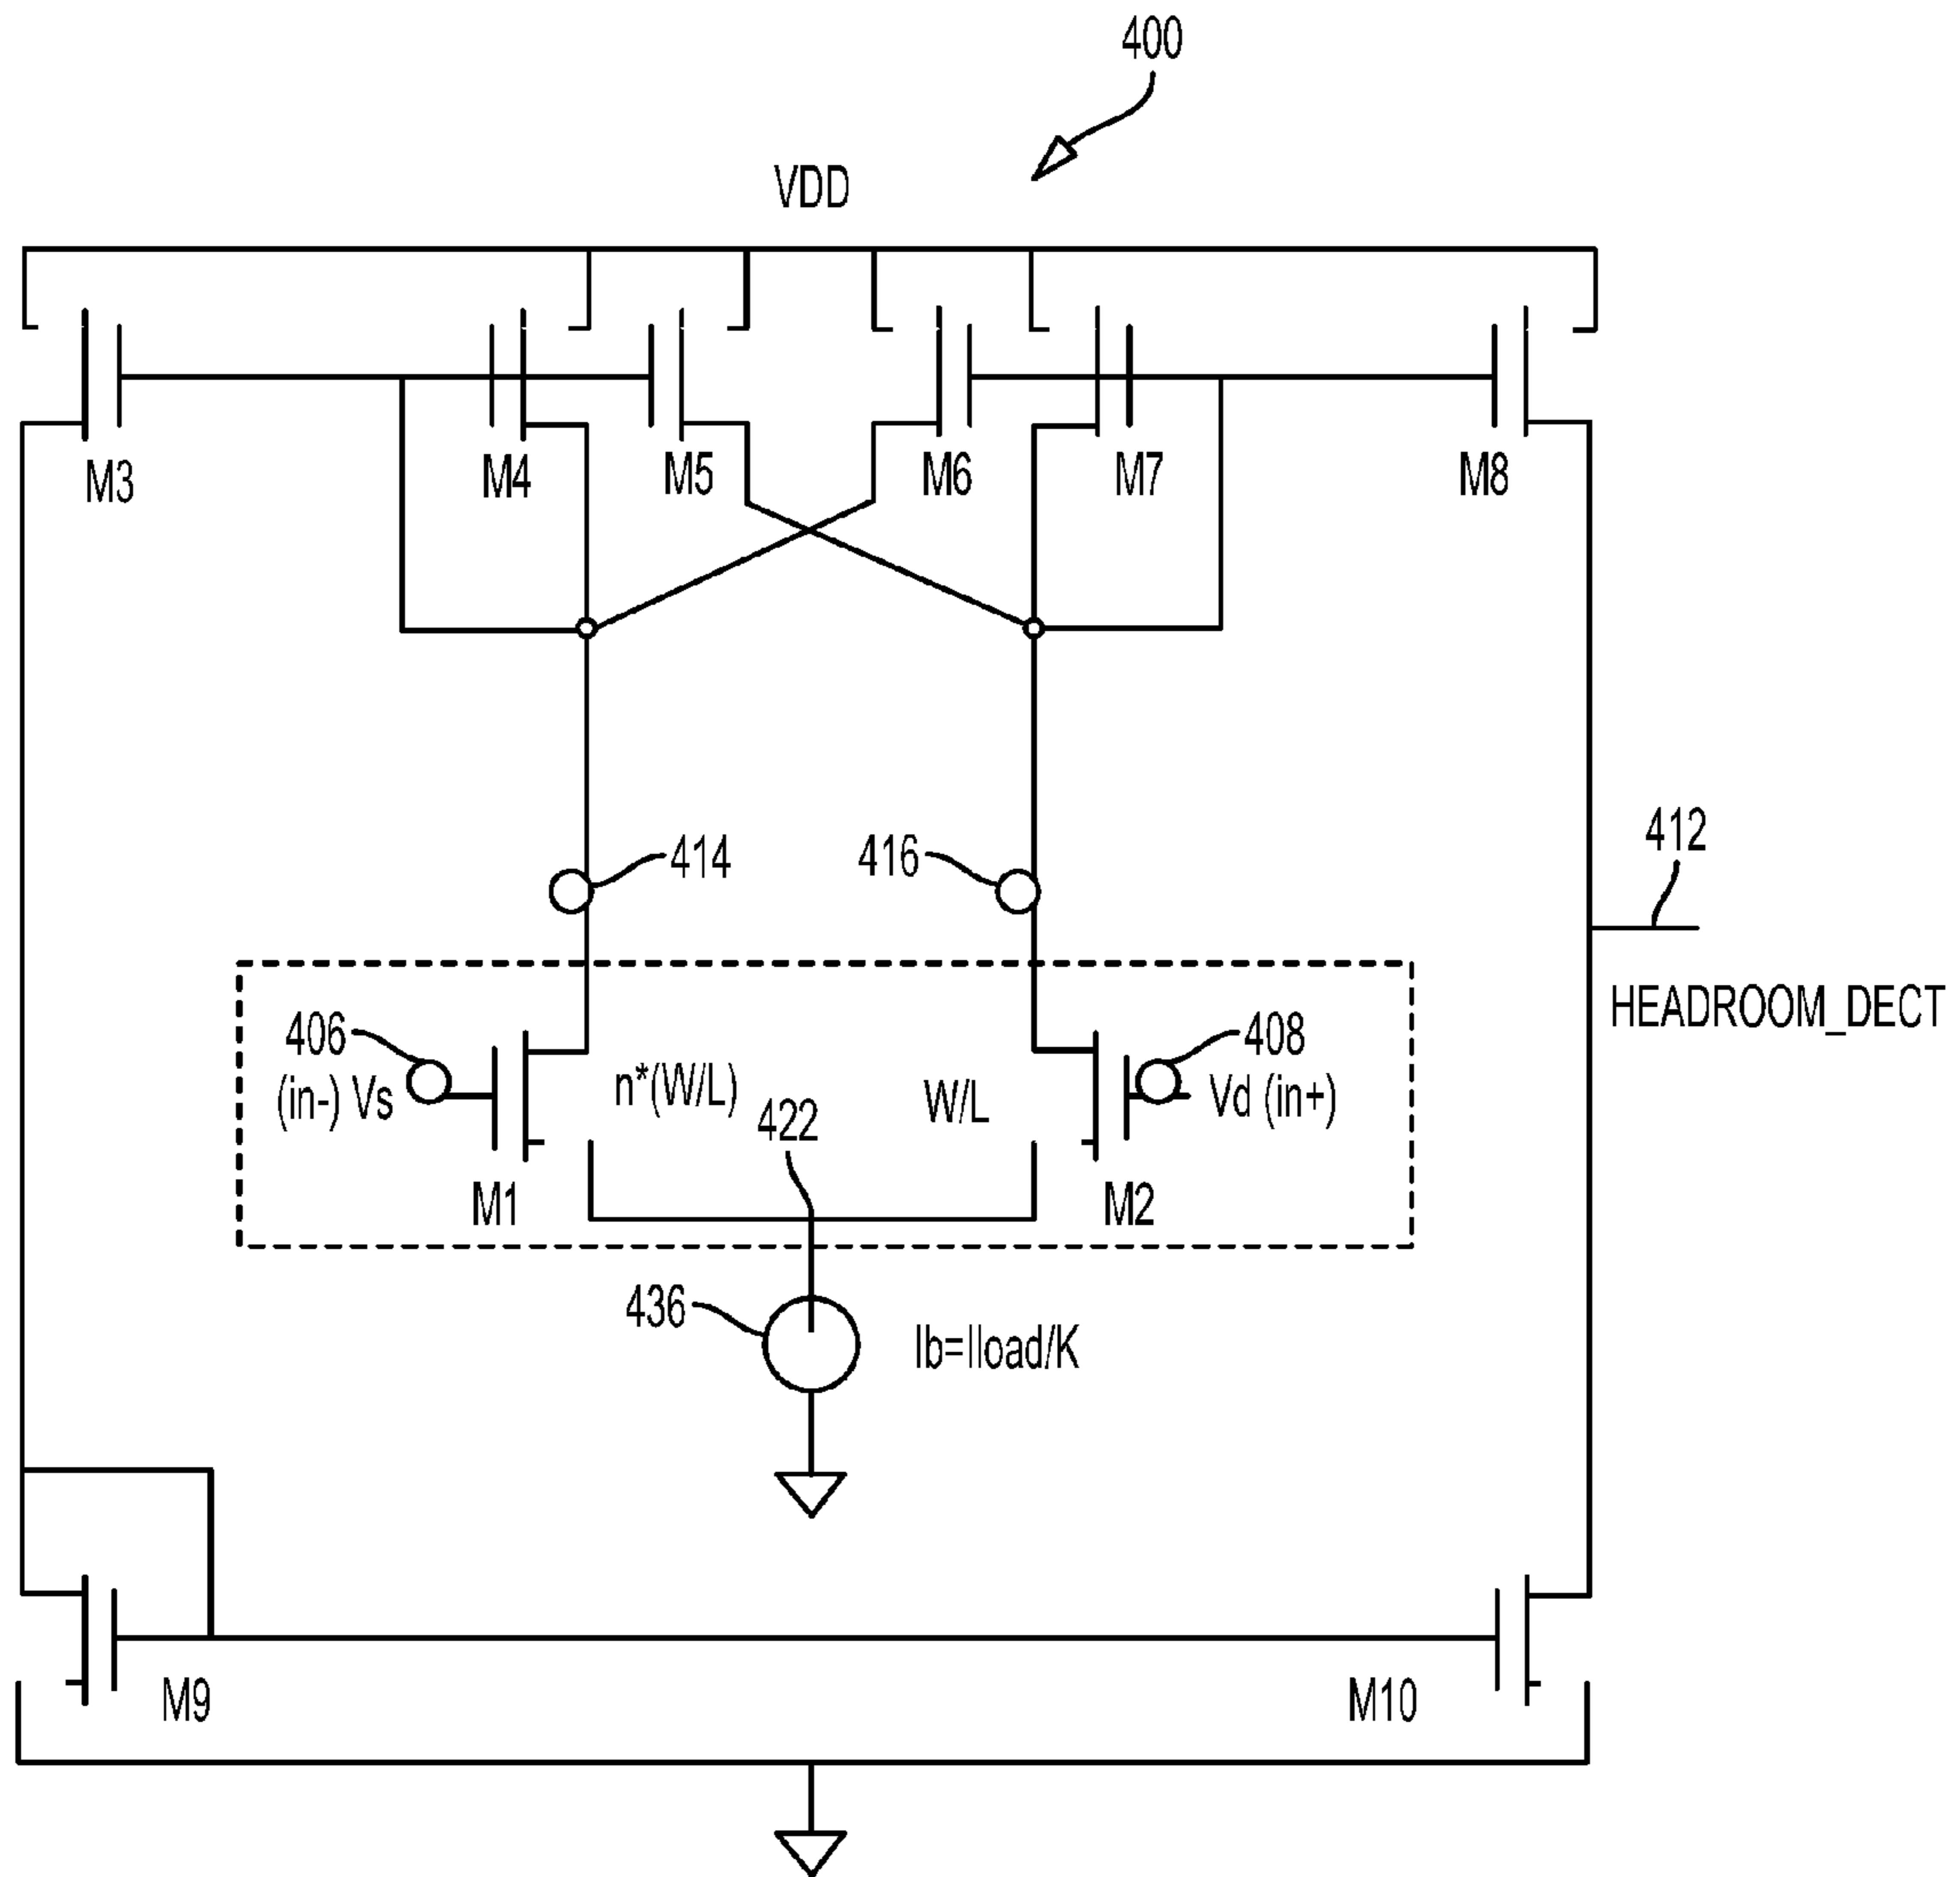 400
VDD
M3
M4
M5
M6
M7
M8
414
416
412
HEADROOM_DECT
406
(in-) Vs
n*(W/L)
422
W/L
408
Vd (in+)
M1
M2
436
Ib=Iload/K
M9
M10